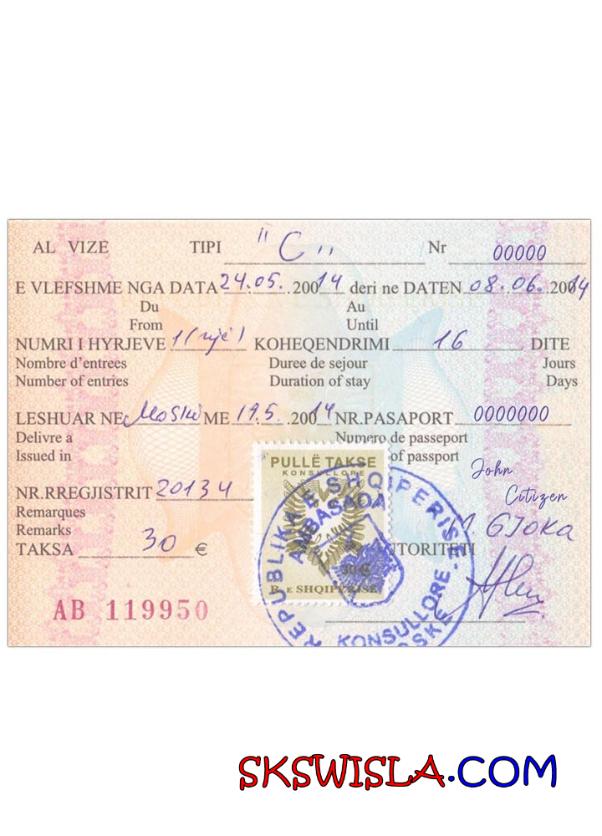 AL VIZE TIPI "C" Nr 00000
E VLEFSHME NGA DATA 24.05.2014 deri ne DATEN 08.06.2014
Du Au
From Until
NUMRI I HYRJEVE 1(një) KOHEQENDRIMI 16 DITE
Nombre d'entrees Duree de sejour Jours
Number of entries Duration of stay Days
LESHUAR NE Moskë ME 19.5.2014 NR.PASAPORT 0000000
Delivre a Numero de passeport
Issued in of passport
John
Citizen
NR.RREGJISTRIT 20134
Remarques
Remarks
M GJOKA
TAKSA 30 € AUTORITETI
PULLË TAKSE
KONSULLORE
30 €
R. E SHQIPERISE
REPUBLIKA E SHQIPERISE
AMBASADA
KONSULLORE
AB 119950
SKSWISLA.COM